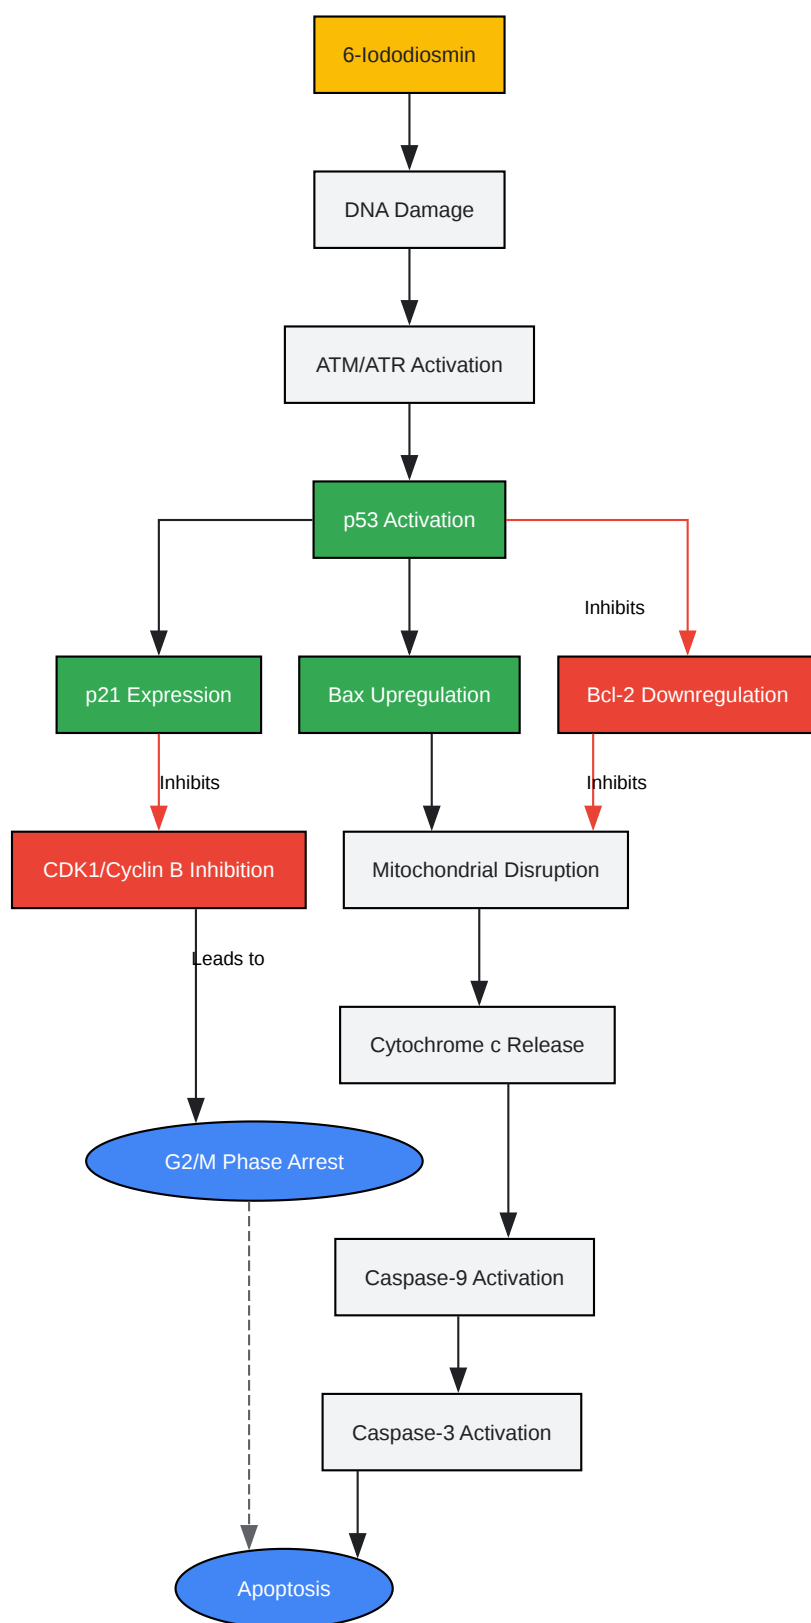 6-Iododiosmin
DNA Damage
ATM/ATR Activation
p53 Activation
Inhibits
p21 Expression
Bax Upregulation
Bcl-2 Downregulation
Inhibits
Inhibits
CDK1/Cyclin B Inhibition
Mitochondrial Disruption
Leads to
Cytochrome c Release
G2/M Phase Arrest
Caspase-9 Activation
Caspase-3 Activation
Apoptosis